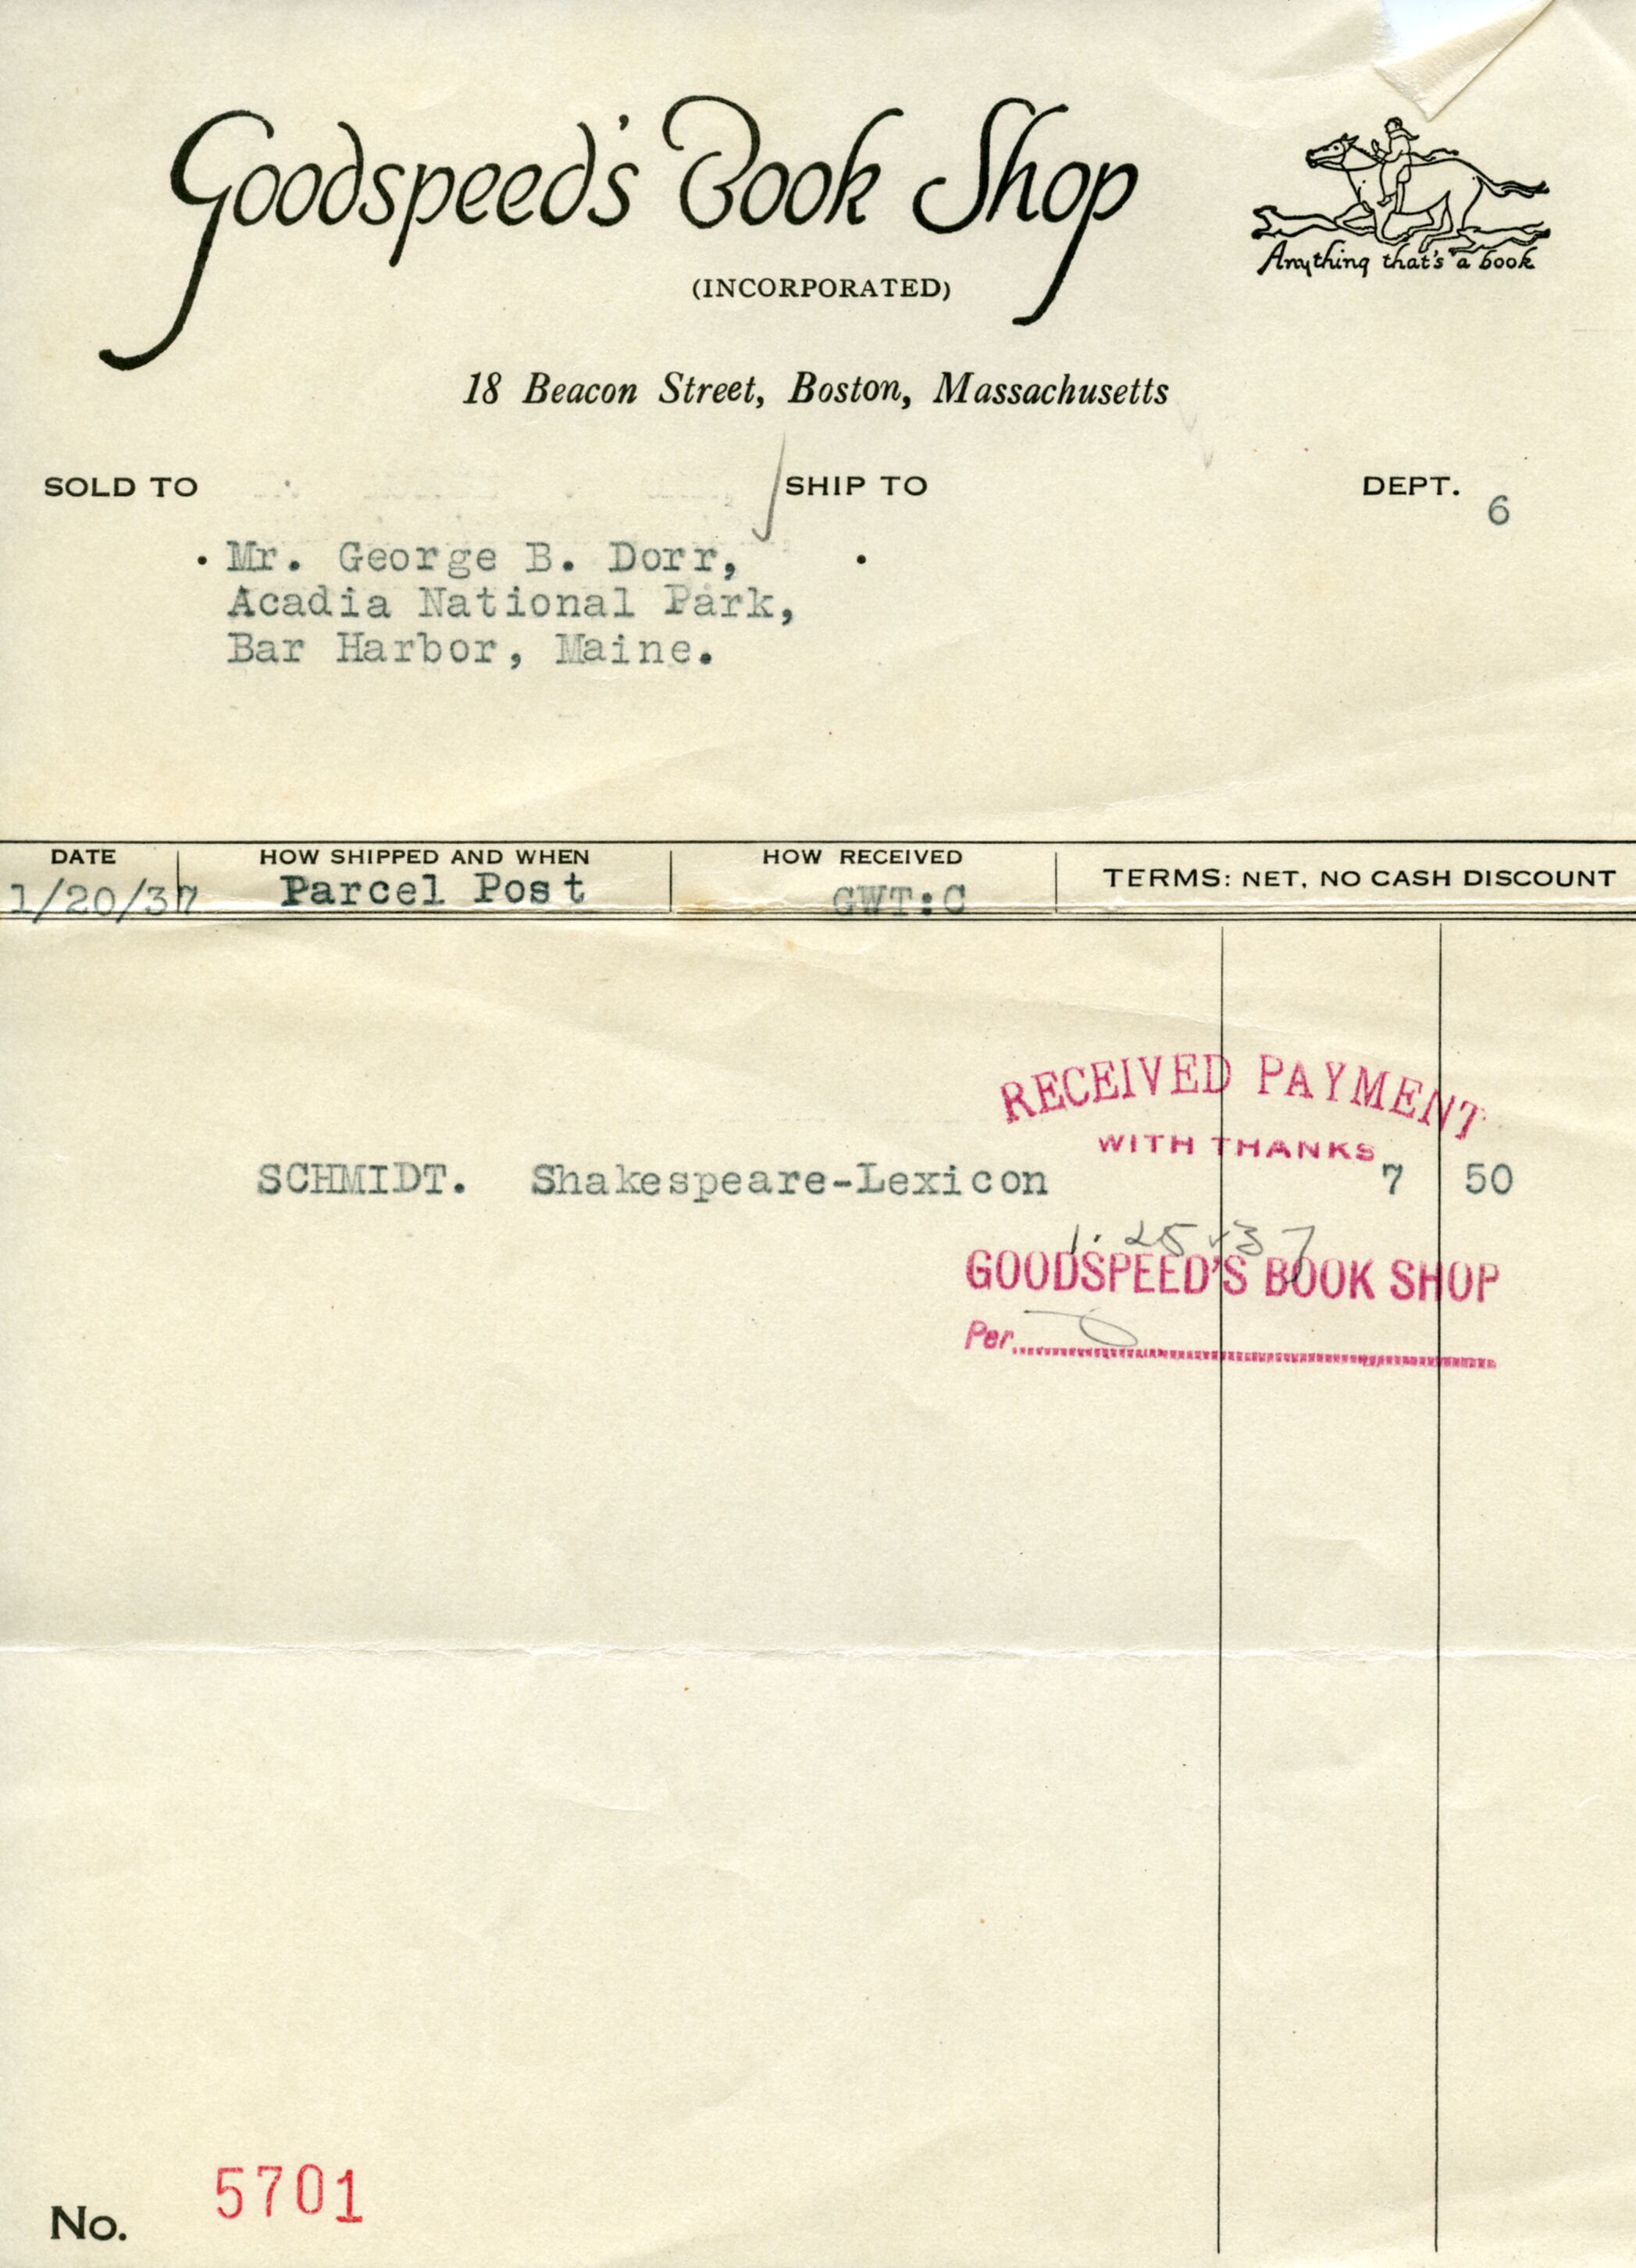 Goodspeed's Book Shop
(INCORPORATED)
Anything that's a book
18 Beacon Street, Boston, Massachusetts
SOLD TO SHIP TO DEPT. 6
Mr. George B. Dorr,
Acadia National Park,
Bar Harbor, Maine.
DATE HOW SHIPPED AND WHEN HOW RECEIVED TERMS: NET, NO CASH DISCOUNT
1/20/37 Parcel Post GWT:C
RECEIVED PAYMENT
WITH THANKS
SCHMIDT. Shakespeare-Lexicon 7 50
1. 25.37
GOODSPEED'S BOOK SHOP
Per
No. 5701